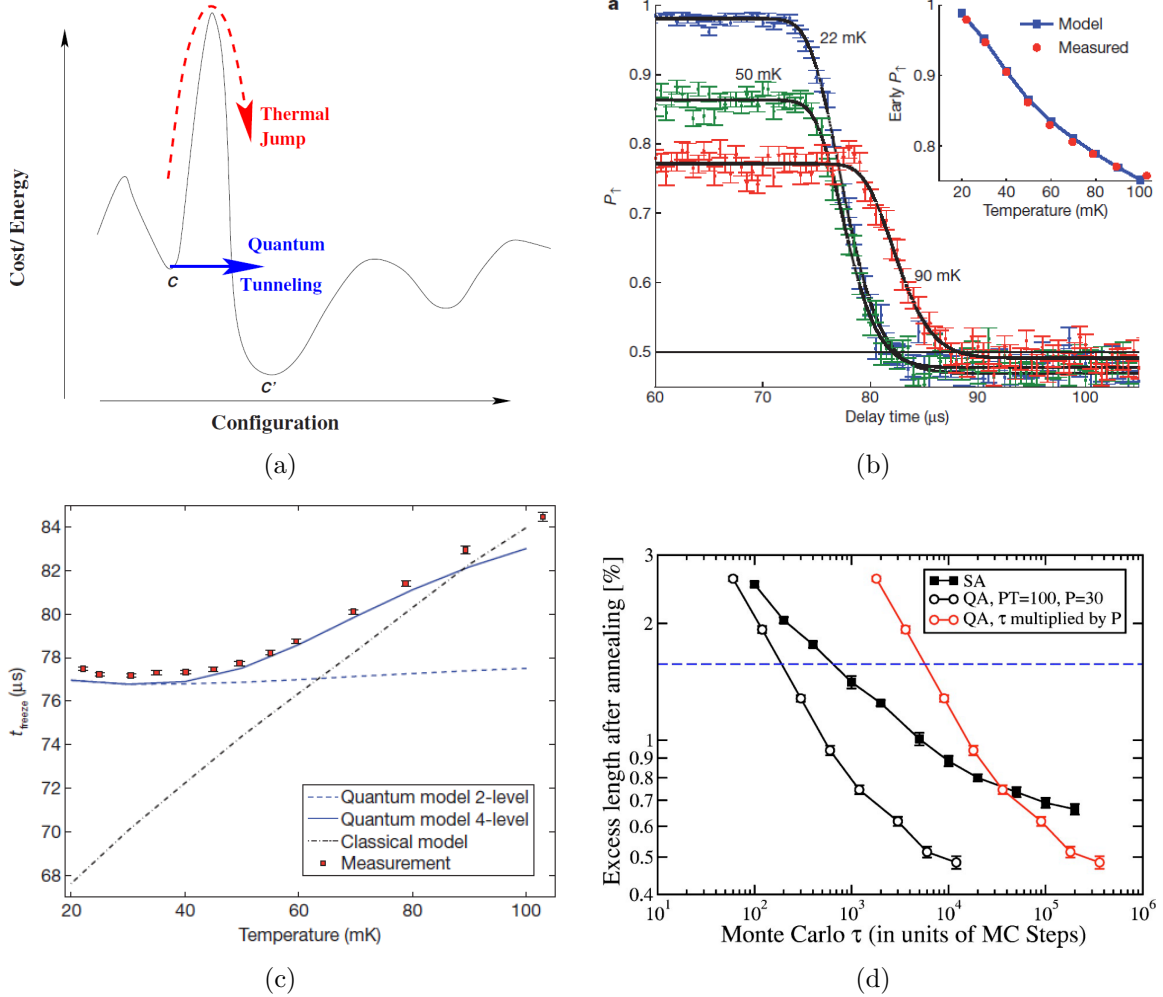 Cost/ Energy
Thermal
Jump
Quantum
Tunneling
C
C'
Configuration
(a)
a
1
0.9
0.8
0.7
0.6
0.5
P↑
22 mK
50 mK
90 mK
60
70
80
90
100
Delay time (μs)
1
0.9
0.8
Early P↑
Model
Measured
20
40
60
80
100
Temperature (mK)
(b)
84
82
80
78
76
74
72
70
68
t freeze (μs)
Quantum model 2-level
Quantum model 4-level
Classical model
Measurement
20
40
60
80
100
Temperature (mK)
(c)
3
2
1
0.9
0.8
0.7
0.6
0.5
0.4
Excess length after annealing [%]
SA
QA, PT=100, P=30
QA, τ multiplied by P
10^1
10^2
10^3
10^4
10^5
10^6
Monte Carlo τ (in units of MC Steps)
(d)